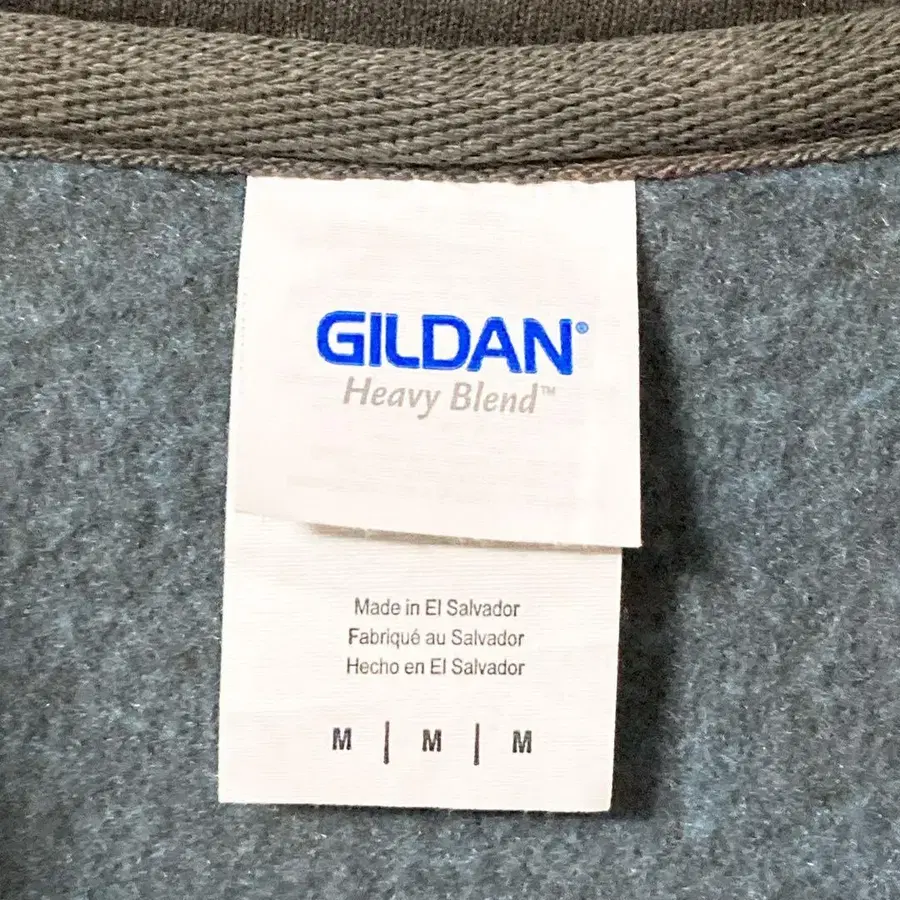 GILDAN®
Heavy Blend™
Made in El Salvador
Fabriqué au Salvador
Hecho en El Salvador
M | M | M